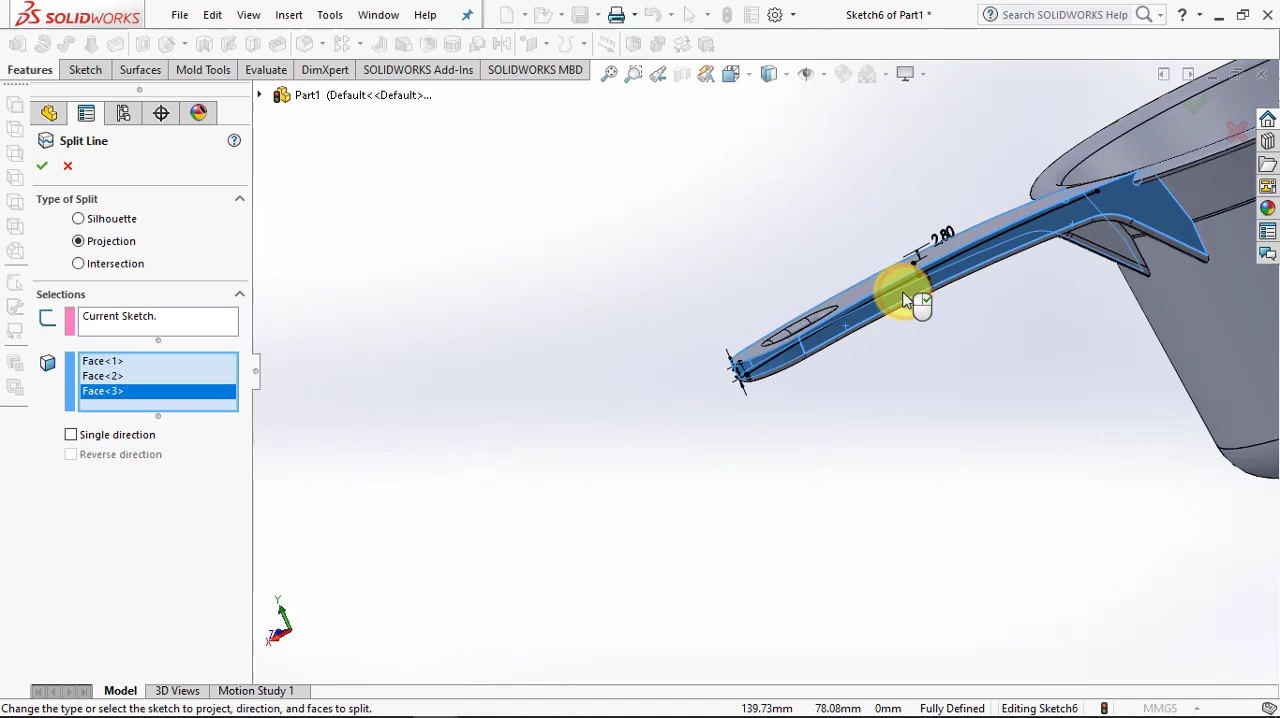 SOLIDWORKS File Edit View Insert Tools Window Help Sketch6 of Part1 * Search SOLIDWORKS Help
Features Sketch Surfaces Mold Tools Evaluate DimXpert SOLIDWORKS Add-Ins SOLIDWORKS MBD
Part1 (Default<<Default>...
Split Line
Type of Split
Silhouette
Projection
Intersection
Selections
Current Sketch.
Face<1>
Face<2>
Face<3>
Single direction
Reverse direction
2.80
Y
Z
X
Model 3D Views Motion Study 1
Change the type or select the sketch to project, direction, and faces to split. 139.73mm 78.08mm 0mm Fully Defined Editing Sketch6 MMGS